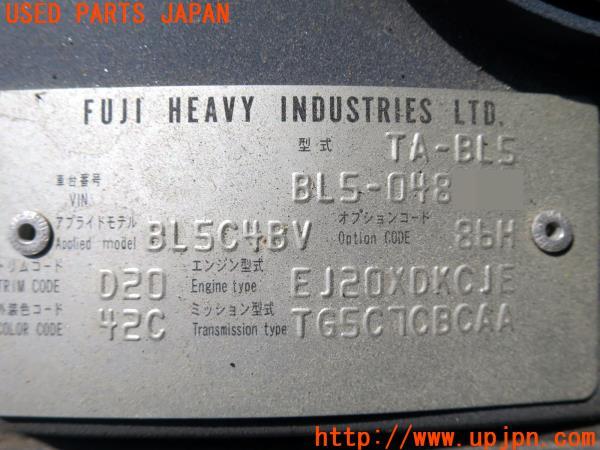 USED PARTS JAPAN
FUJI HEAVY INDUSTRIES LTD.
型式 TA-BL5
車台番号 VIN BL5-048
アプライドモデル Applied model BL5C4BV オプションコード Option CODE 86H
トリムコード TRIM CODE D20 エンジン型式 Engine type EJ20XDKCJE
外装色コード COLOR CODE 42C ミッション型式 Transmission type TG5C7CBCAA
http://www.upjpn.com/